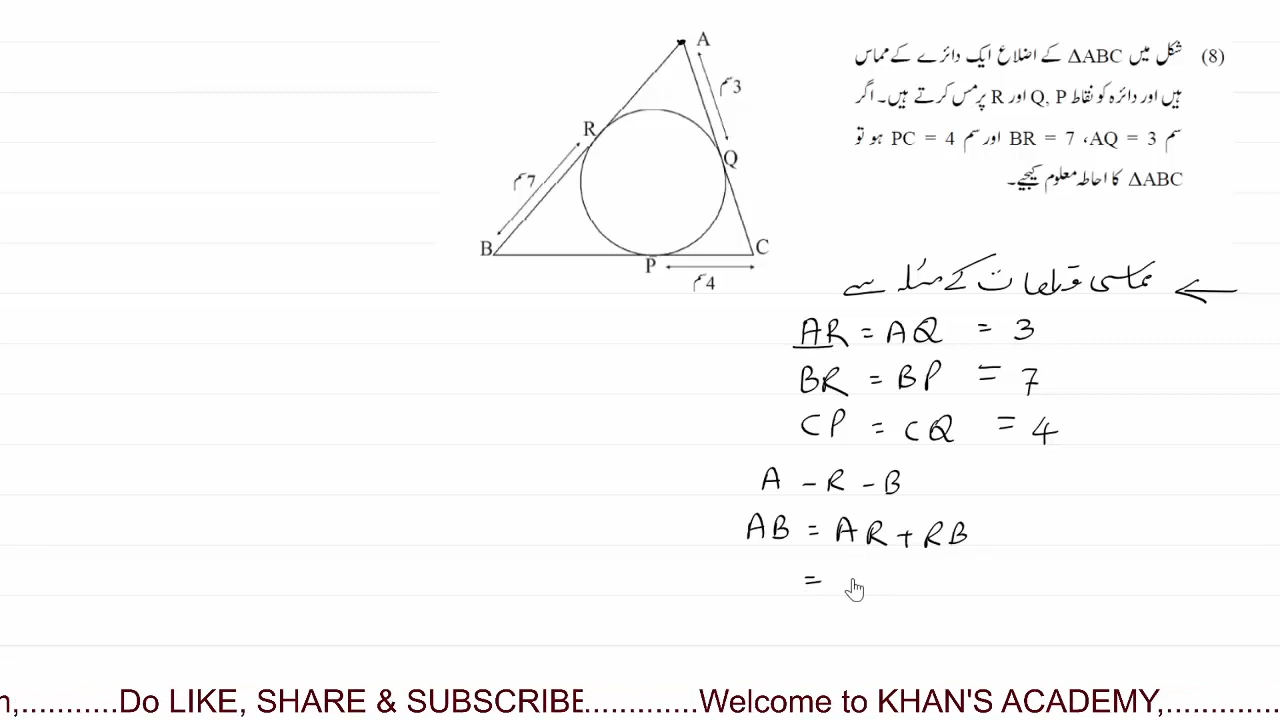 (8) شکل میں ΔABC کے اضلاع ایک دائرے کے مماس
ہیں اور دائرہ کو نقاط Q, P اور R پر مس کرتے ہیں۔ اگر
سم AQ = 3، BR = 7 اور سم PC = 4 ہو تو
ΔABC کا احاطہ معلوم کیجیے۔
A
3 سم
R
Q
7 سم
B
C
P
4 سم
مماسی قطعات کے مسئلہ سے
AR = AQ = 3
BR = BP = 7
CP = CQ = 4
A - R - B
AB = AR + RB
=
n,...........Do LIKE, SHARE & SUBSCRIBE.............Welcome to KHAN'S ACADEMY,...........